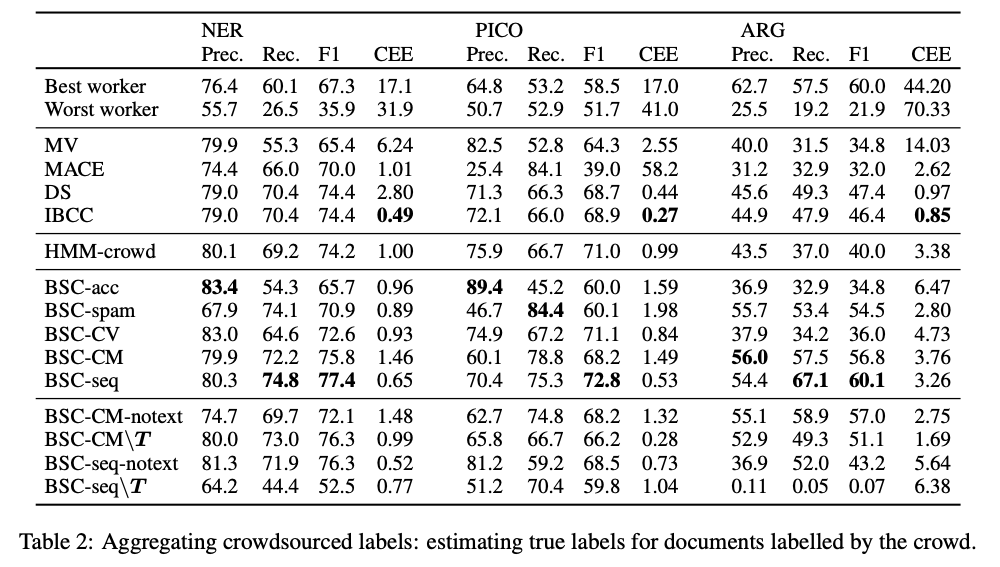 NER PICO ARG
Prec. Rec. F1 CEE Prec. Rec. F1 CEE Prec. Rec. F1 CEE
Best worker 76.4 60.1 67.3 17.1 64.8 53.2 58.5 17.0 62.7 57.5 60.0 44.20
Worst worker 55.7 26.5 35.9 31.9 50.7 52.9 51.7 41.0 25.5 19.2 21.9 70.33
MV 79.9 55.3 65.4 6.24 82.5 52.8 64.3 2.55 40.0 31.5 34.8 14.03
MACE 74.4 66.0 70.0 1.01 25.4 84.1 39.0 58.2 31.2 32.9 32.0 2.62
DS 79.0 70.4 74.4 2.80 71.3 66.3 68.7 0.44 45.6 49.3 47.4 0.97
IBCC 79.0 70.4 74.4 0.49 72.1 66.0 68.9 0.27 44.9 47.9 46.4 0.85
HMM-crowd 80.1 69.2 74.2 1.00 75.9 66.7 71.0 0.99 43.5 37.0 40.0 3.38
BSC-acc 83.4 54.3 65.7 0.96 89.4 45.2 60.0 1.59 36.9 32.9 34.8 6.47
BSC-spam 67.9 74.1 70.9 0.89 46.7 84.4 60.1 1.98 55.7 53.4 54.5 2.80
BSC-CV 83.0 64.6 72.6 0.93 74.9 67.2 71.1 0.84 37.9 34.2 36.0 4.73
BSC-CM 79.9 72.2 75.8 1.46 60.1 78.8 68.2 1.49 56.0 57.5 56.8 3.76
BSC-seq 80.3 74.8 77.4 0.65 70.4 75.3 72.8 0.53 54.4 67.1 60.1 3.26
BSC-CM-notext 74.7 69.7 72.1 1.48 62.7 74.8 68.2 1.32 55.1 58.9 57.0 2.75
BSC-CM\T 80.0 73.0 76.3 0.99 65.8 66.7 66.2 0.28 52.9 49.3 51.1 1.69
BSC-seq-notext 81.3 71.9 76.3 0.52 81.2 59.2 68.5 0.73 36.9 52.0 43.2 5.64
BSC-seq\T 64.2 44.4 52.5 0.77 51.2 70.4 59.8 1.04 0.11 0.05 0.07 6.38
Table 2: Aggregating crowdsourced labels: estimating true labels for documents labelled by the crowd.